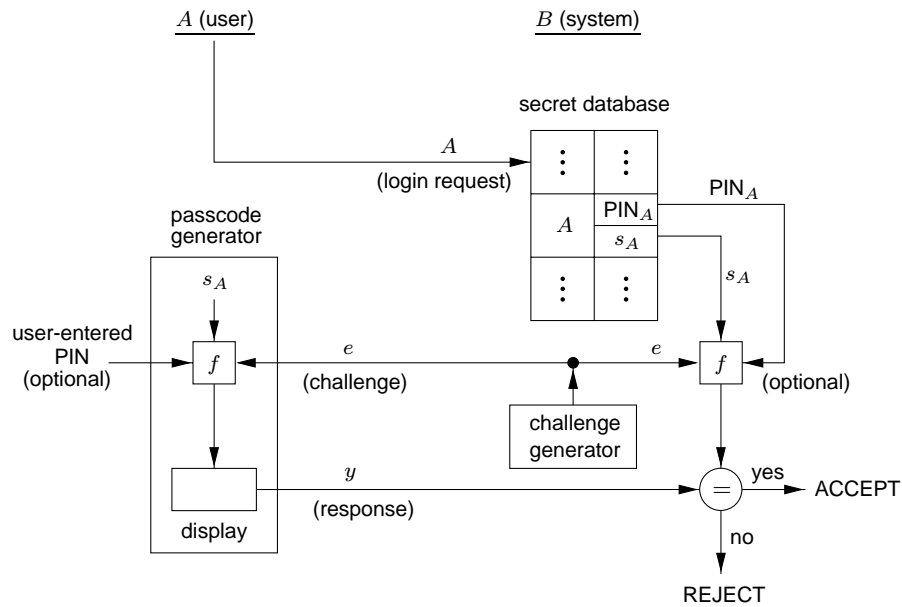 A (user)
B (system)
secret database
A
(login request)
⋮ ⋮
A
PIN_A
s_A
⋮ ⋮
PIN_A
s_A
passcode
generator
s_A
user-entered
PIN
(optional)
f
e
(challenge)
e
f
(optional)
challenge
generator
y
(response)
display
=
yes
ACCEPT
no
REJECT